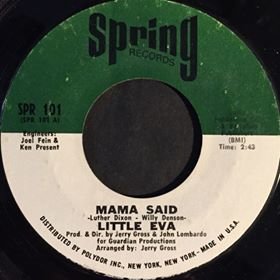 Spring
RECORDS
SPR 101
(SPR 101 A)
Engineers:
Joel Fein &
Ken Present
(BMI)
Time: 2:43
MAMA SAID
-Luther Dixon - Willy Denson-
LITTLE EVA
Prod. & Dir. by Jerry Gross & John Lombardo
for Guardian Productions
Arranged by: Jerry Gross
DISTRIBUTED BY POLYDOR INC., NEW YORK, N.Y. MADE IN U.S.A.